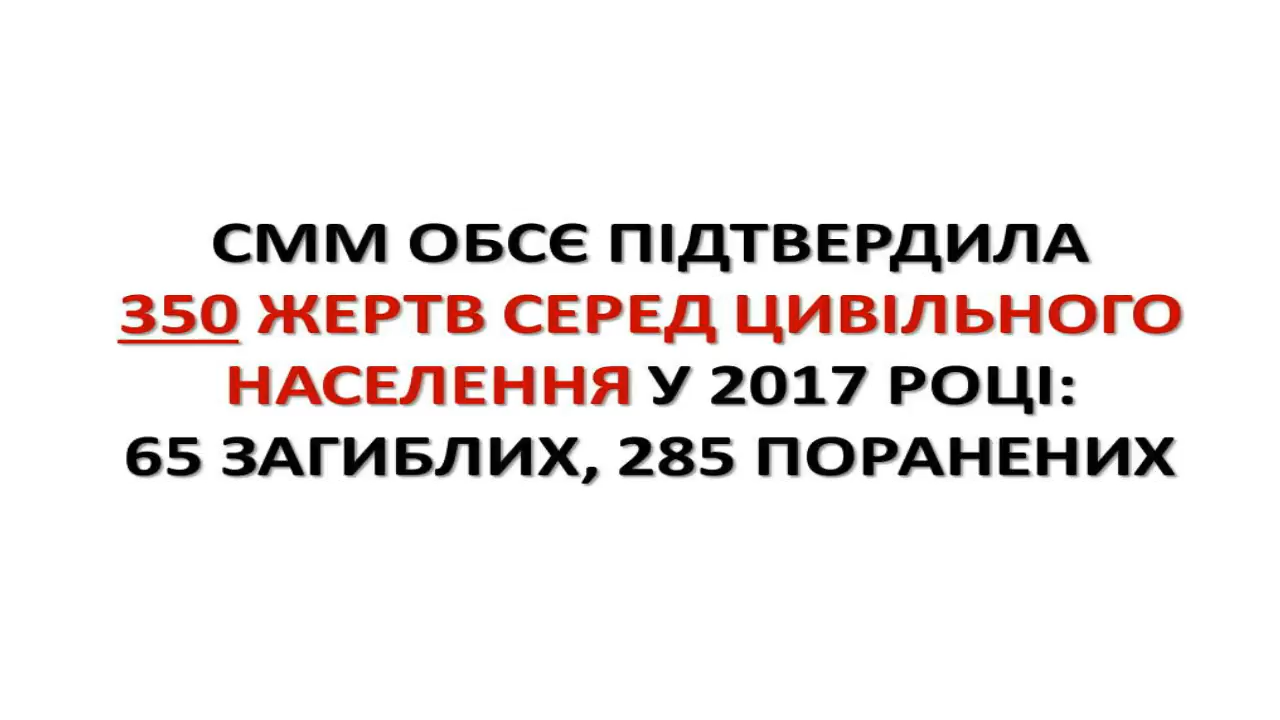 СММ ОБСЄ ПІДТВЕРДИЛА
350 ЖЕРТВ СЕРЕД ЦИВІЛЬНОГО
НАСЕЛЕННЯ У 2017 РОЦІ:
65 ЗАГИБЛИХ, 285 ПОРАНЕНИХ